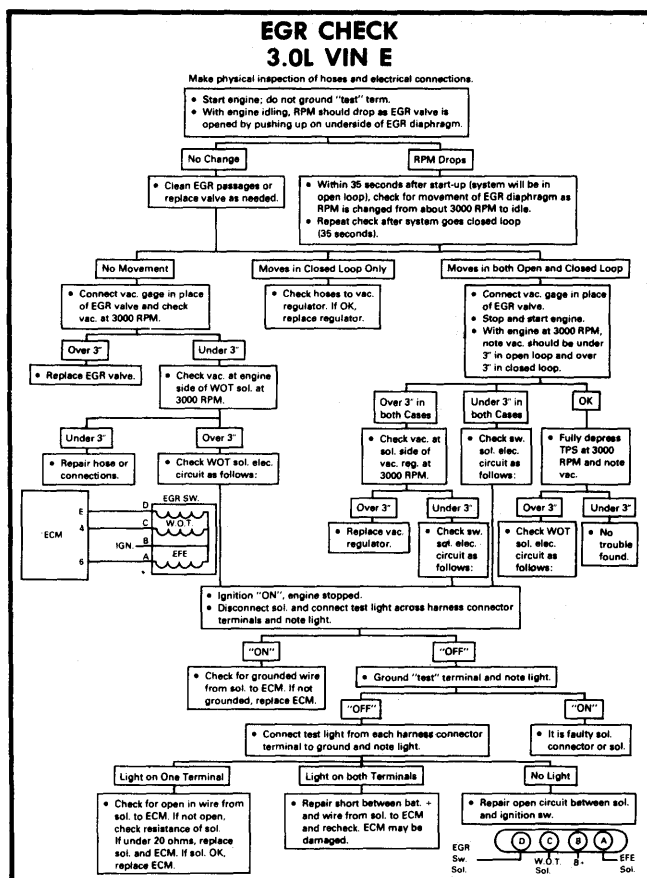 EGR CHECK
3.0L VIN E
Make physical inspection of hoses and electrical connections.
• Start engine; do not ground "test" term.
• With engine idling, RPM should drop as EGR valve is
opened by pushing up on underside of EGR diaphragm.
No Change
RPM Drops
• Clean EGR passages or
replace valve as needed.
• Within 35 seconds after start-up (system will be in
open loop), check for movement of EGR diaphragm as
RPM is changed from about 3000 RPM to idle.
• Repeat check after system goes closed loop
(35 seconds).
No Movement
Moves in Closed Loop Only
Moves in both Open and Closed Loop
• Connect vac. gage in place
of EGR valve and check
vac. at 3000 RPM.
• Check hoses to vac.
regulator. If OK,
replace regulator.
• Connect vac. gage in place
of EGR valve.
• Stop and start engine.
• With engine at 3000 RPM,
note vac. should be under
3" in open loop and over
3" in closed loop.
Over 3"
Under 3"
• Replace EGR valve.
• Check vac. at engine
side of WOT sol. at
3000 RPM.
Over 3" in
both Cases
Under 3" in
both Cases
OK
• Check vac. at
sol. side of
vac. reg. at
3000 RPM.
• Check sw.
sol. elec.
circuit as
follows:
• Fully depress
TPS at 3000
RPM and note
vac.
Under 3"
Over 3"
• Repair hose or
connections.
• Check WOT sol. elec.
circuit as follows:
Over 3"
Under 3"
Over 3"
Under 3"
• Replace vac.
regulator.
• Check sw.
sol. elec.
circuit as
follows:
• Check WOT
sol. elec.
circuit as
follows:
• No
trouble
found.
EGR SW.
E D
4 C W.O.T.
ECM
IGN. B
6 A EFE
• Ignition "ON", engine stopped.
• Disconnect sol. and connect test light across harness connector
terminals and note light.
"ON"
"OFF"
• Check for grounded wire
from sol. to ECM. If not
grounded, replace ECM.
• Ground "test" terminal and note light.
"OFF"
"ON"
• Connect test light from each harness connector
terminal to ground and note light.
• It is faulty sol.
connector or sol.
Light on One Terminal
Light on both Terminals
No Light
• Check for open in wire from
sol. to ECM. If not open,
check resistance of sol.
If under 20 ohms, replace
sol. and ECM. If sol. OK,
replace ECM.
• Repair short between bat. +
and wire from sol. to ECM
and recheck. ECM may be
damaged.
• Repair open circuit between sol.
and ignition sw.
D C B A
EGR
Sw.
Sol.
W.O.T.
Sol.
B+
EFE
Sol.